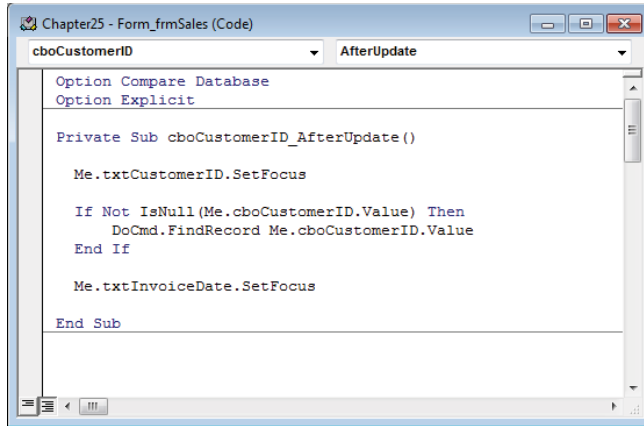 Chapter25 - Form_frmSales (Code)
cboCustomerID AfterUpdate
Option Compare Database
Option Explicit
Private Sub cboCustomerID_AfterUpdate()
Me.txtCustomerID.SetFocus
If Not IsNull(Me.cboCustomerID.Value) Then
DoCmd.FindRecord Me.cboCustomerID.Value
End If
Me.txtInvoiceDate.SetFocus
End Sub